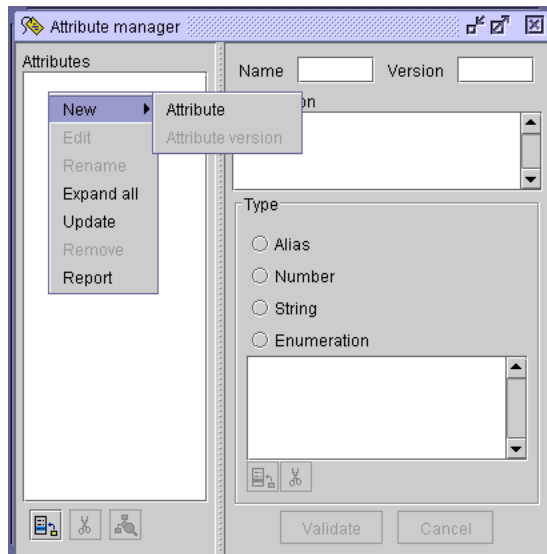 Attribute manager
Attributes
Name Version
on
New
Edit
Rename
Expand all
Update
Remove
Report
Attribute
Attribute version
Type
Alias
Number
String
Enumeration
Validate Cancel